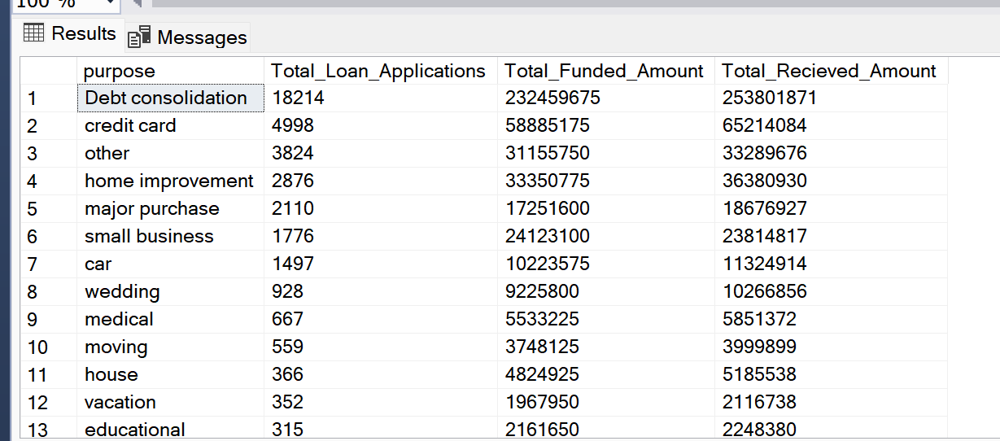 100 %
Results Messages
purpose Total_Loan_Applications Total_Funded_Amount Total_Recieved_Amount
1 Debt consolidation 18214 232459675 253801871
2 credit card 4998 58885175 65214084
3 other 3824 31155750 33289676
4 home improvement 2876 33350775 36380930
5 major purchase 2110 17251600 18676927
6 small business 1776 24123100 23814817
7 car 1497 10223575 11324914
8 wedding 928 9225800 10266856
9 medical 667 5533225 5851372
10 moving 559 3748125 3999899
11 house 366 4824925 5185538
12 vacation 352 1967950 2116738
13 educational 315 2161650 2248380